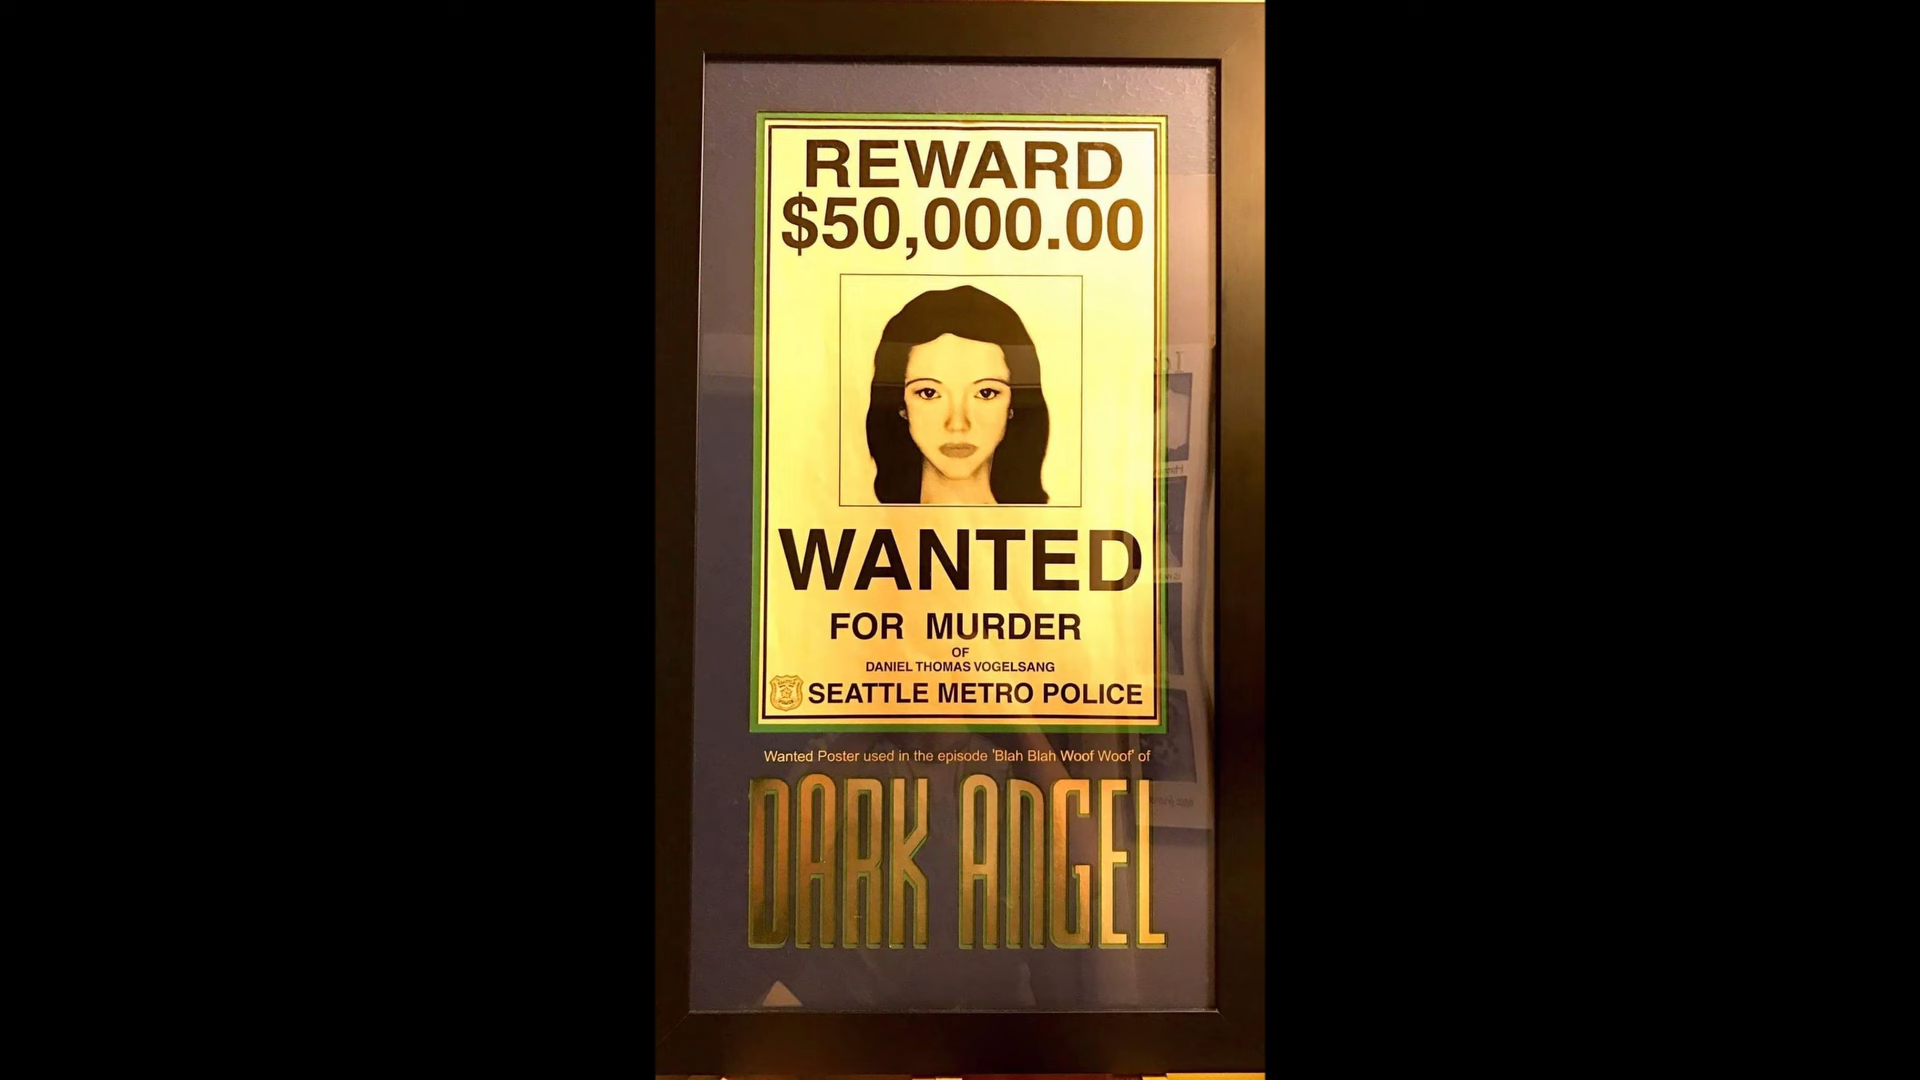 REWARD
$50,000.00
WANTED
FOR MURDER
OF
DANIEL THOMAS VOGELSANG
SEATTLE METRO POLICE
Wanted Poster used in the episode 'Blah Blah Woof Woof' of
DARK ANGEL